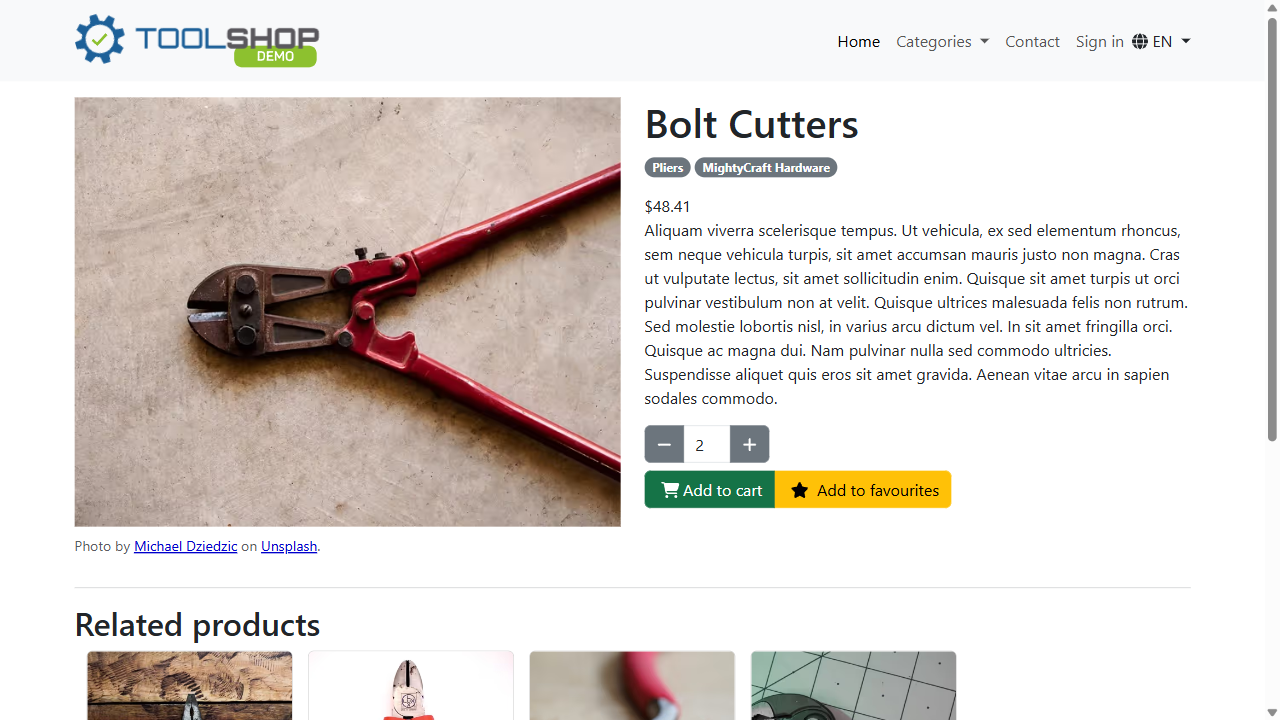 TOOLSHOP
DEMO
Home Categories Contact Sign in EN
Bolt Cutters
Pliers MightyCraft Hardware
$48.41
Aliquam viverra scelerisque tempus. Ut vehicula, ex sed elementum rhoncus,
sem neque vehicula turpis, sit amet accumsan mauris justo non magna. Cras
ut vulputate lectus, sit amet sollicitudin enim. Quisque sit amet turpis ut orci
pulvinar vestibulum non at velit. Quisque ultrices malesuada felis non rutrum.
Sed molestie lobortis nisl, in varius arcu dictum vel. In sit amet fringilla orci.
Quisque ac magna dui. Nam pulvinar nulla sed commodo ultricies.
Suspendisse aliquet quis eros sit amet gravida. Aenean vitae arcu in sapien
sodales commodo.
2
Add to cart Add to favourites
Photo by Michael Dziedzic on Unsplash.
Related products